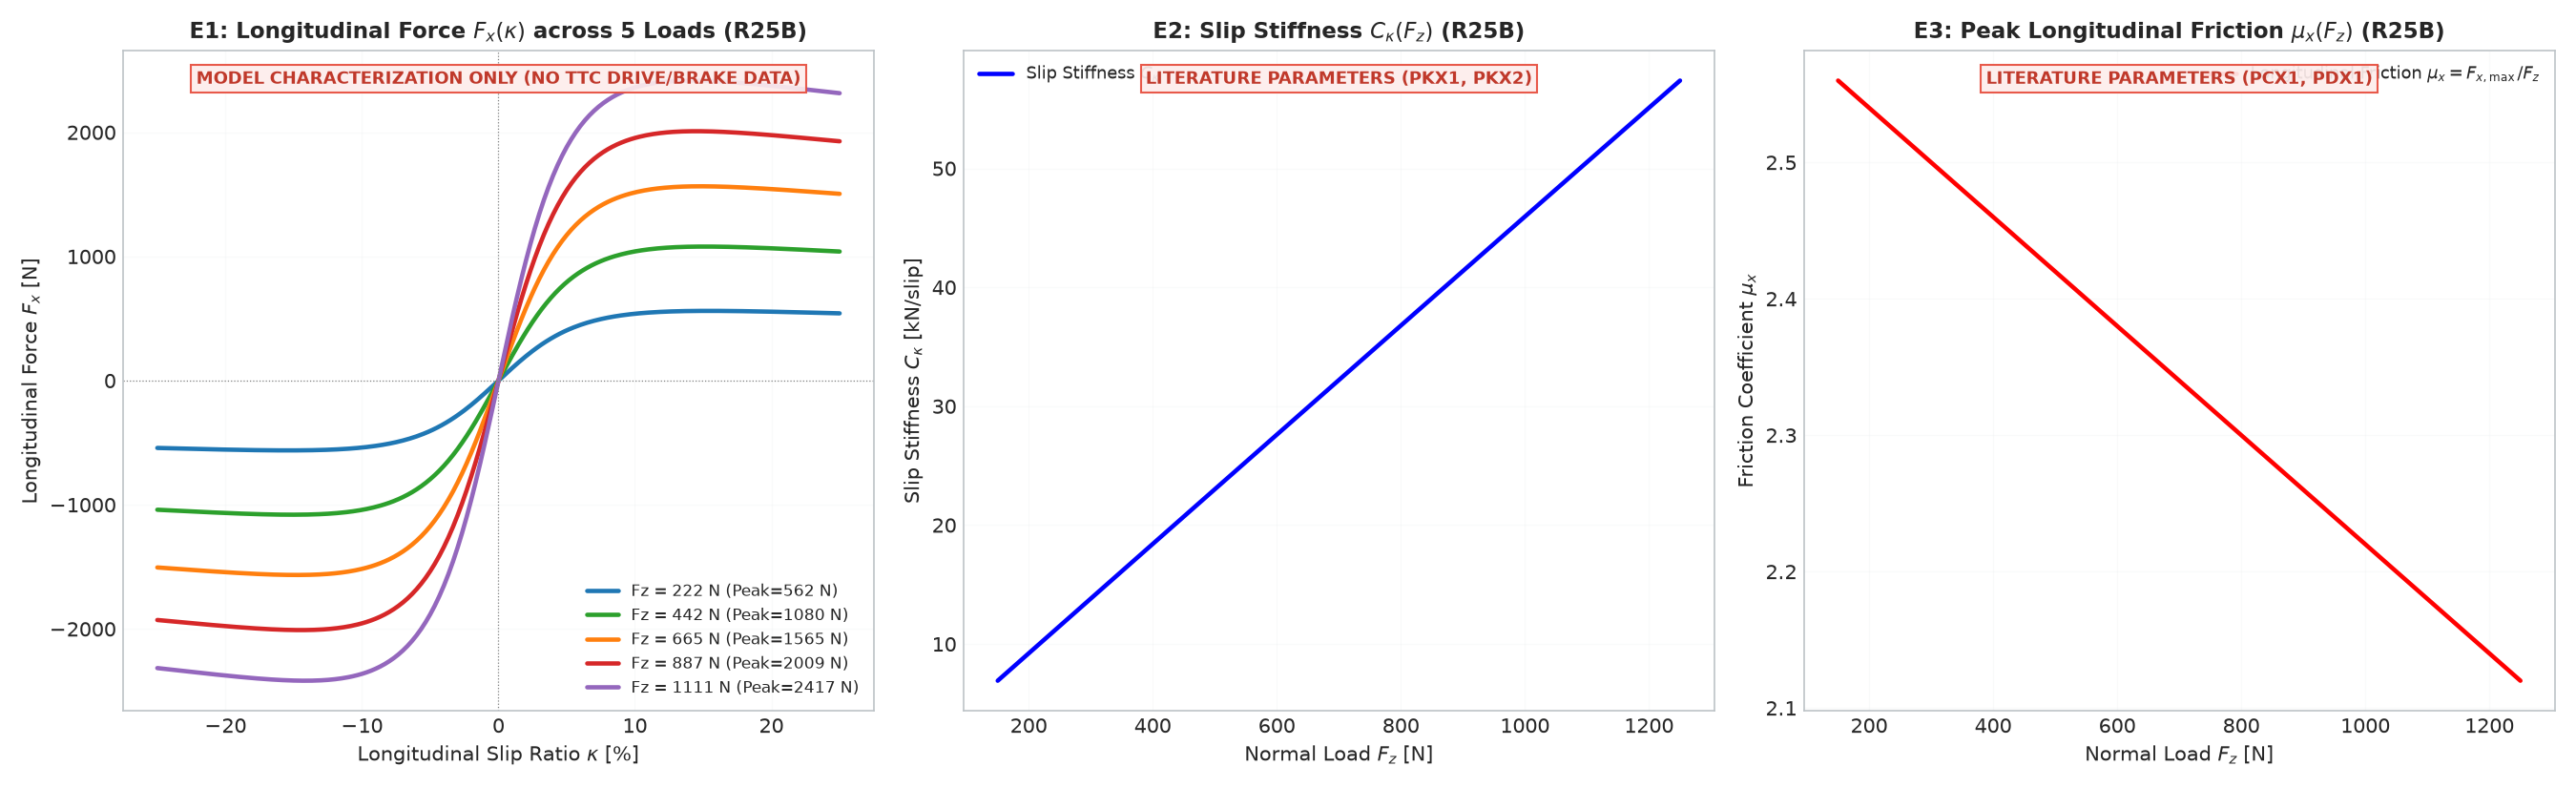 E1: Longitudinal Force Fx(κ) across 5 Loads (R25B)
MODEL CHARACTERIZATION ONLY (NO TTC DRIVE/BRAKE DATA)
Longitudinal Force Fx [N]
2000
1000
0
−1000
−2000
Fz = 222 N (Peak=562 N)
Fz = 442 N (Peak=1080 N)
Fz = 665 N (Peak=1565 N)
Fz = 887 N (Peak=2009 N)
Fz = 1111 N (Peak=2417 N)
−20 −10 0 10 20
Longitudinal Slip Ratio κ [%]
E2: Slip Stiffness Cκ(Fz) (R25B)
Slip Stiffness
LITERATURE PARAMETERS (PKX1, PKX2)
Slip Stiffness Cκ [kN/slip]
50
40
30
20
10
200 400 600 800 1000 1200
Normal Load Fz [N]
E3: Peak Longitudinal Friction μx(Fz) (R25B)
LITERATURE PARAMETERS (PCX1, PDX1)
ction μx = Fx,max/Fz
Friction Coefficient μx
2.5
2.4
2.3
2.2
2.1
200 400 600 800 1000 1200
Normal Load Fz [N]